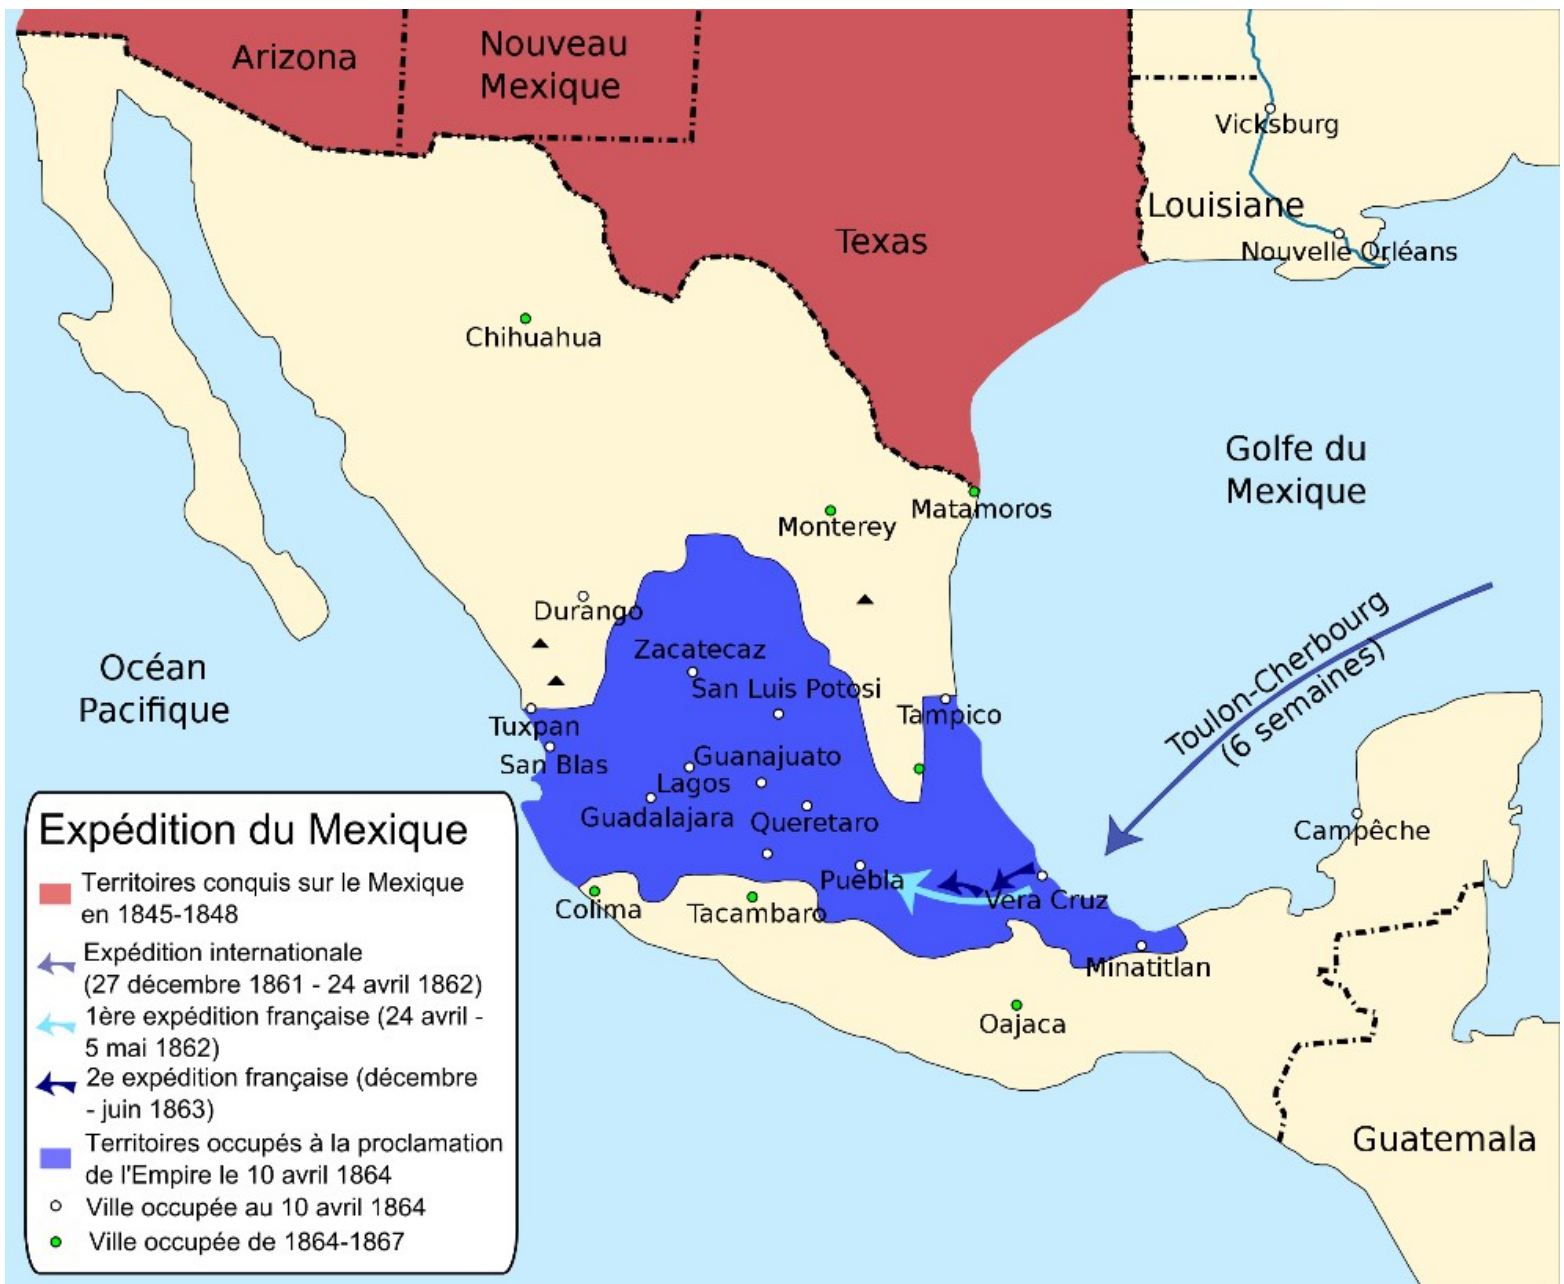 Arizona
Nouveau
Mexique
Vicksburg
Louisiane
Texas
Nouvelle Orléans
Chihuahua
Golfe du
Mexique
Matamoros
Monterey
Durango
Toulon-Cherbourg
(6 semaines)
Zacatecaz
Océan
Pacifique
San Luis Potosi
Tampico
Tuxpan
San Blas
Guanajuato
Lagos
Guadalajara
Queretaro
Campêche
Puebla
Vera Cruz
Colima
Tacambaro
Minatitlan
Oajaca
Guatemala
Expédition du Mexique
Territoires conquis sur le Mexique
en 1845-1848
Expédition internationale
(27 décembre 1861 - 24 avril 1862)
1ère expédition française (24 avril -
5 mai 1862)
2e expédition française (décembre
- juin 1863)
Territoires occupés à la proclamation
de l'Empire le 10 avril 1864
Ville occupée au 10 avril 1864
Ville occupée de 1864-1867